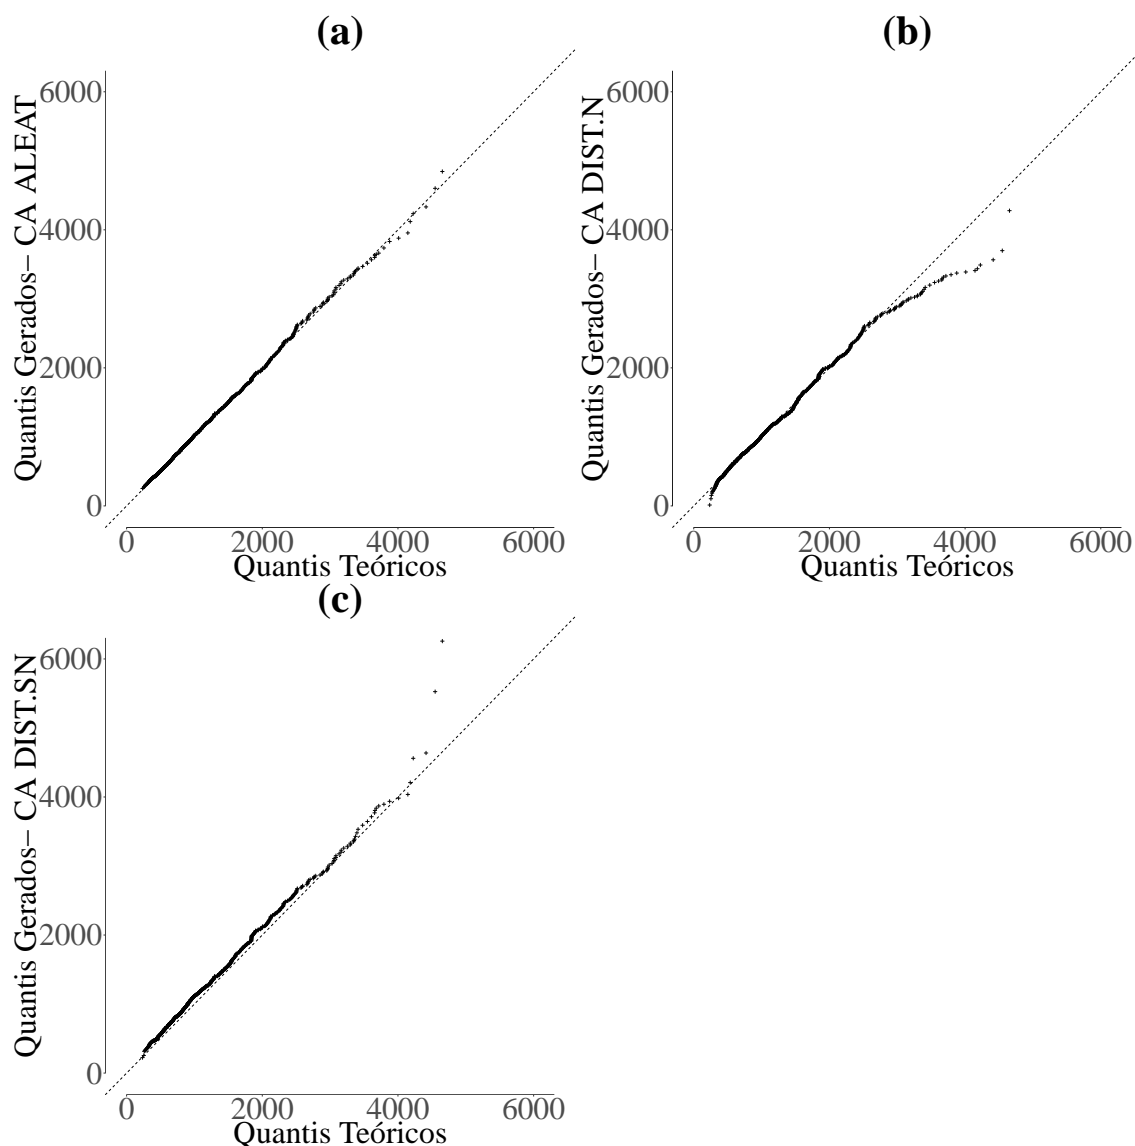 (a)
Quantis Gerados− CA ALEAT
6000
4000
2000
0
0 2000 4000 6000
Quantis Teóricos
(b)
Quantis Gerados− CA DIST.N
6000
4000
2000
0
0 2000 4000 6000
Quantis Teóricos
(c)
Quantis Gerados− CA DIST.SN
6000
4000
2000
0
0 2000 4000 6000
Quantis Teóricos